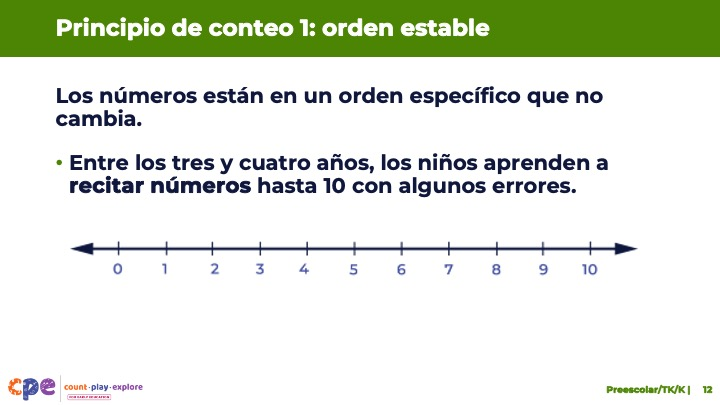 Principio de conteo 1: orden estable
Los números están en un orden específico que no
cambia.
• Entre los tres y cuatro años, los niños aprenden a
recitar números hasta 10 con algunos errores.
0 1 2 3 4 5 6 7 8 9 10
cpe count·play·explore
Preescolar/TK/K | 12